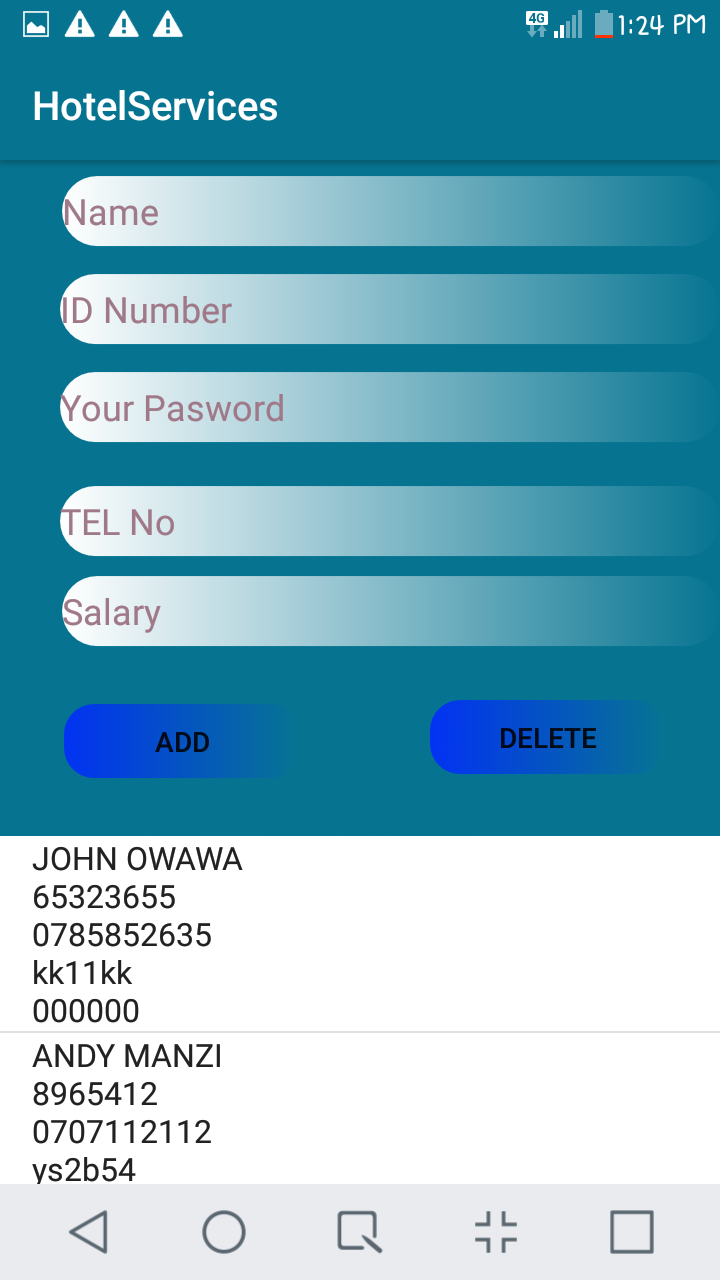 4G 1:24 PM
HotelServices
Name
ID Number
Your Pasword
TEL No
Salary
ADD DELETE
JOHN OWAWA
65323655
0785852635
kk11kk
000000
ANDY MANZI
8965412
0707112112
ys2b54